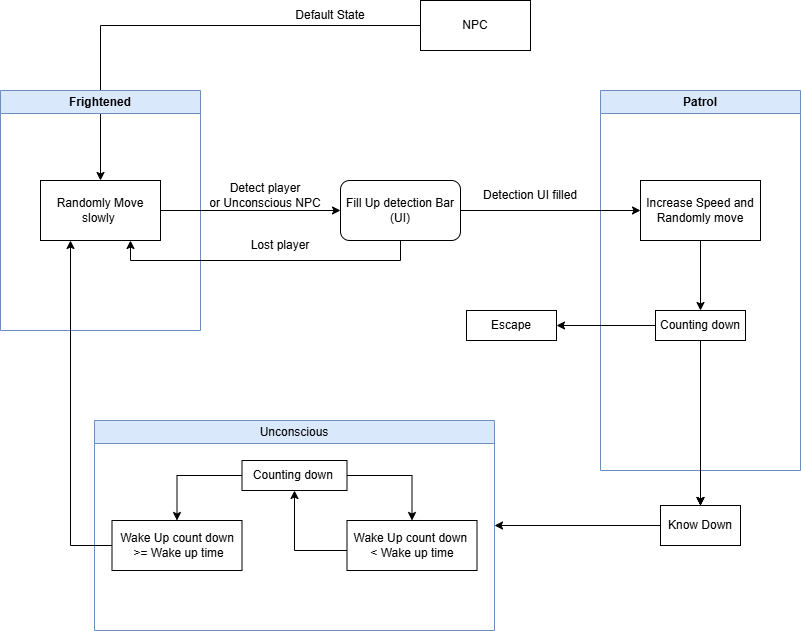 Default State
NPC
Frightened
Patrol
Randomly Move
slowly
Detect player
or Unconscious NPC
Fill Up detection Bar
(UI)
Detection UI filled
Increase Speed and
Randomly move
Lost player
Escape
Counting down
Unconscious
Counting down
Wake Up count down
>= Wake up time
Wake Up count down
< Wake up time
Know Down